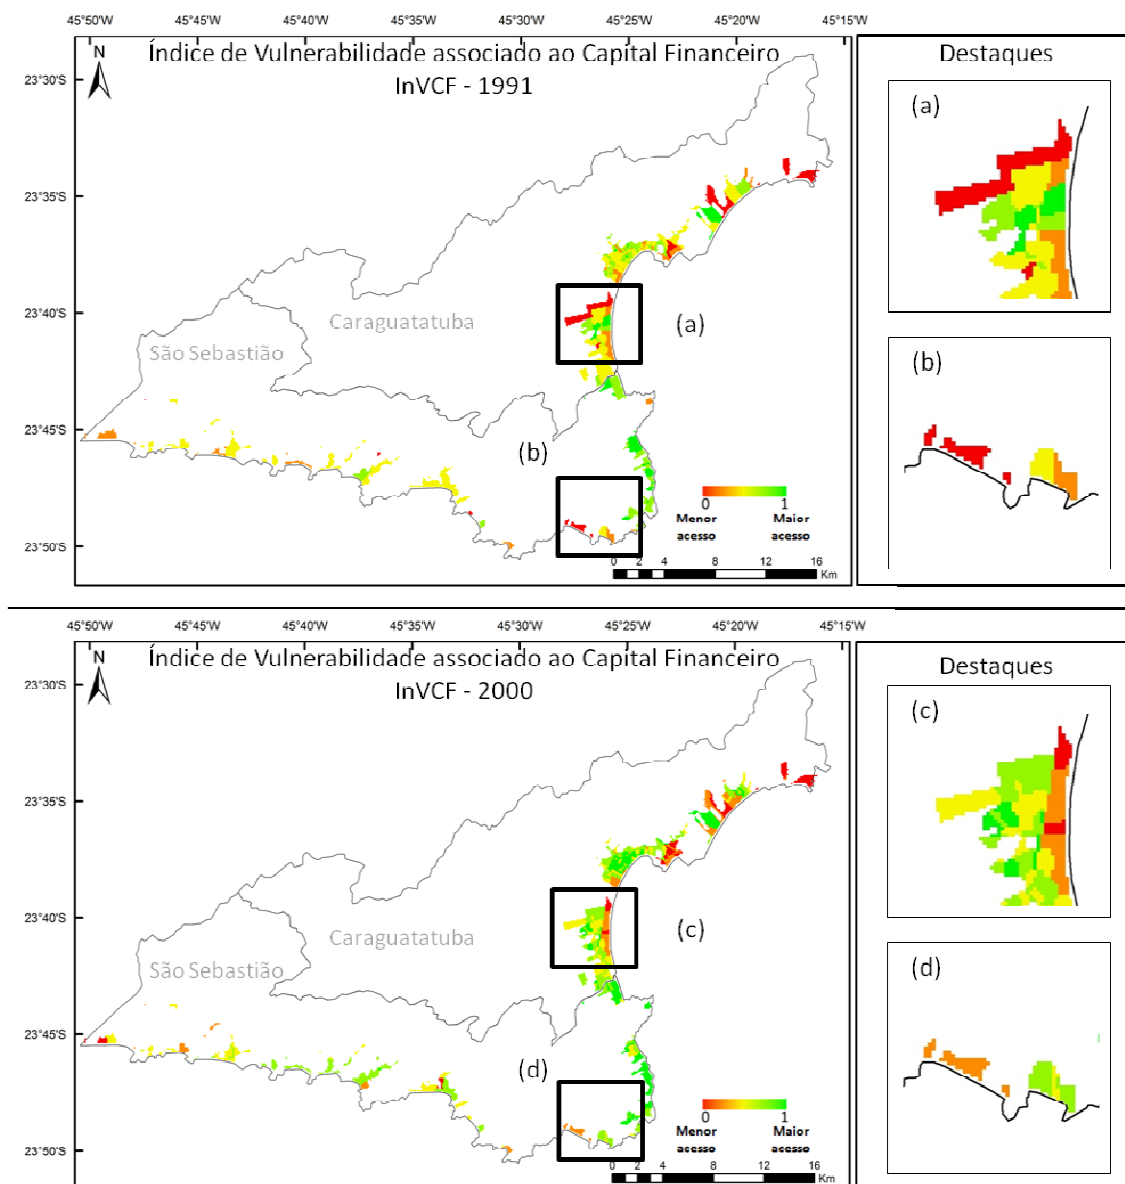 45°50'W 45°45'W 45°40'W 45°35'W 45°30'W 45°25'W 45°20'W 45°15'W
N
Índice de Vulnerabilidade associado ao Capital Financeiro
InVCF - 1991
Destaques
23°30'S
23°35'S
23°40'S
23°45'S
23°50'S
Caraguatatuba
São Sebastião
(a)
(b)
0 1
Menor acesso
Maior acesso
0 2 4 8 12 16
Km
(a)
(b)
45°50'W 45°45'W 45°40'W 45°35'W 45°30'W 45°25'W 45°20'W 45°15'W
N
Índice de Vulnerabilidade associado ao Capital Financeiro
InVCF - 2000
Destaques
23°30'S
23°35'S
23°40'S
23°45'S
23°50'S
Caraguatatuba
São Sebastião
(c)
(d)
0 1
Menor acesso
Maior acesso
0 2 4 8 12 16
Km
(c)
(d)